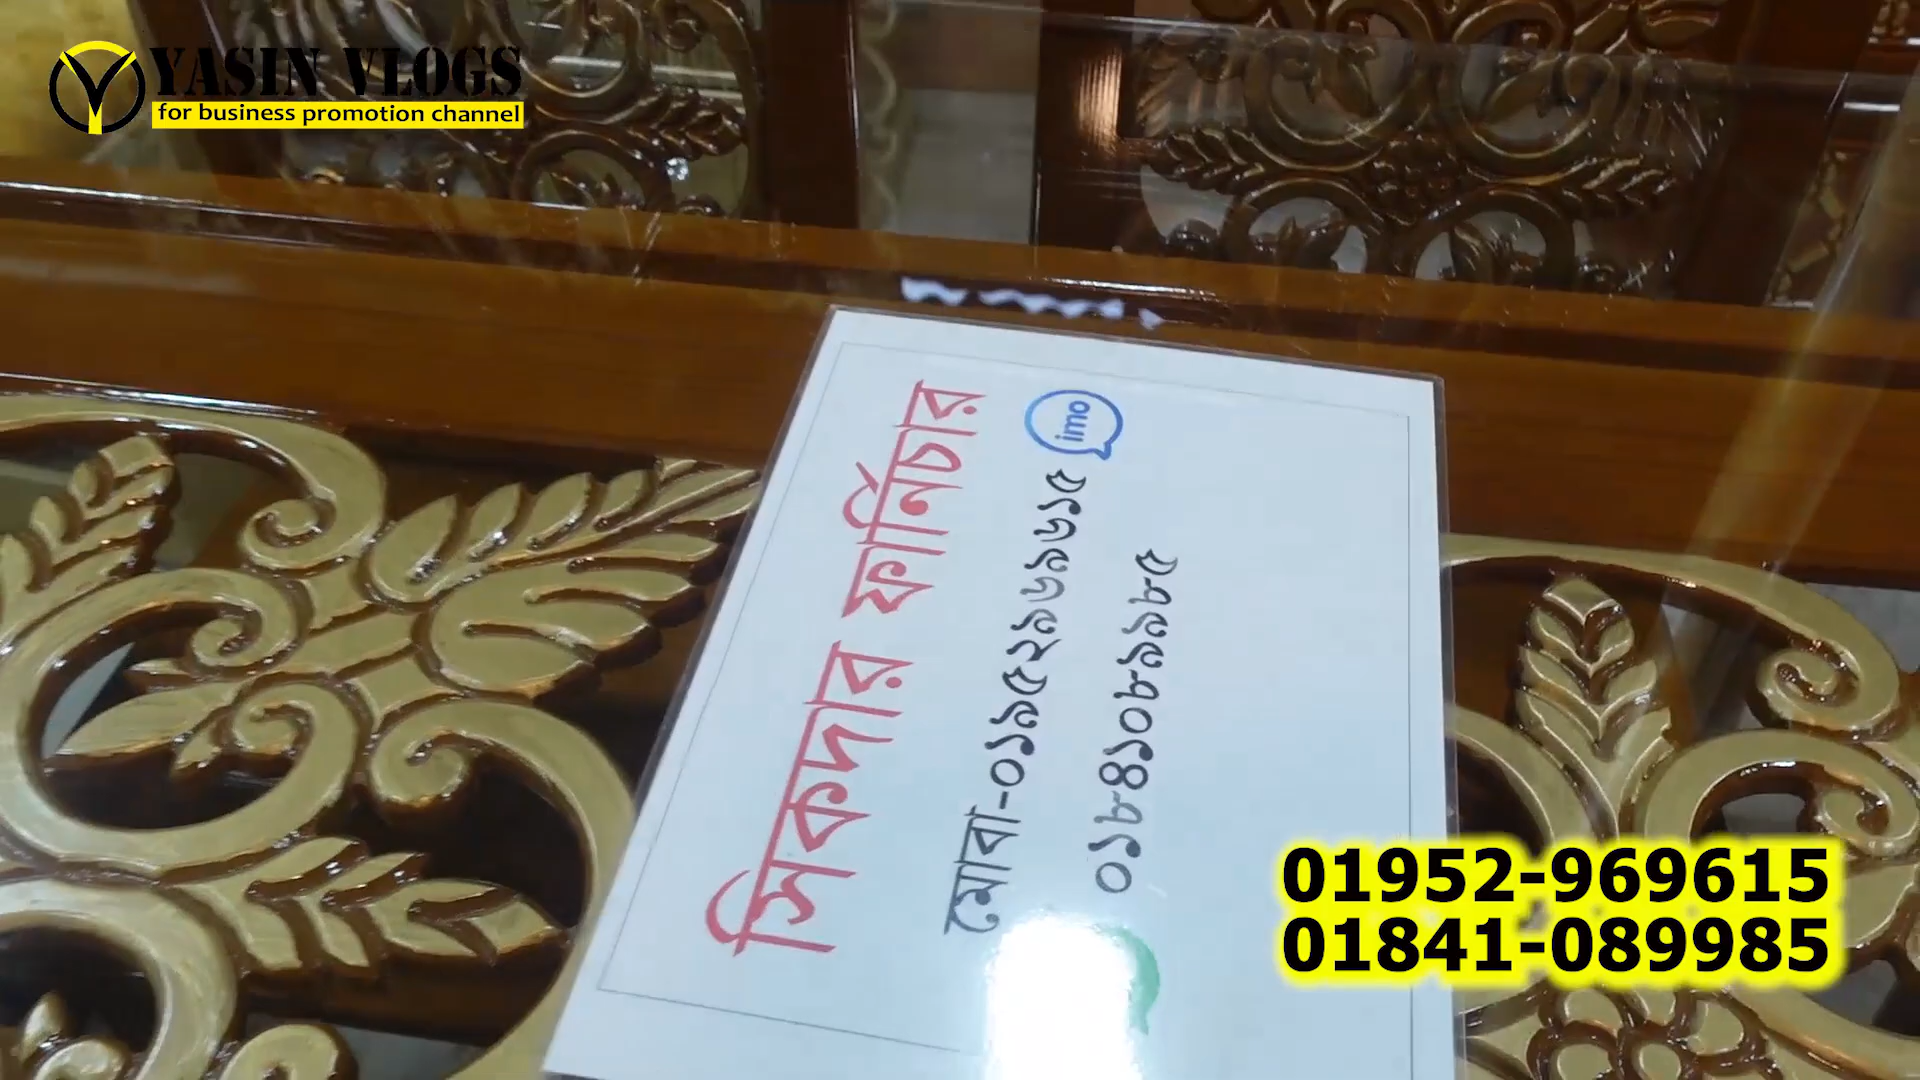 YASIN VLOGS
for business promotion channel
সিকদার ফার্নিচার
মোবা-০১৯৫২৯৬৯৬১৫
imo
০১৮৪১০৮৯৯৮৫
01952-969615
01841-089985